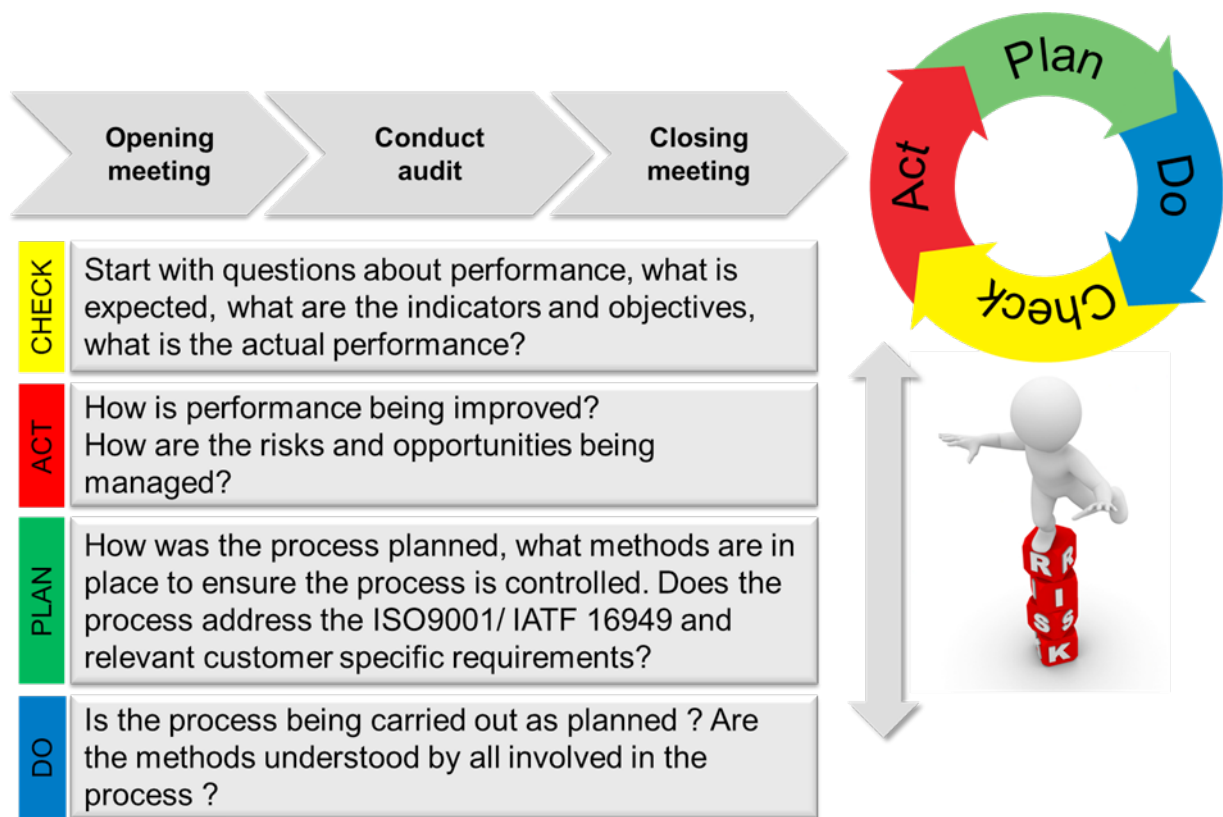 Opening
meeting
Conduct
audit
Closing
meeting
Plan
Do
Check
Act
CHECK
Start with questions about performance, what is
expected, what are the indicators and objectives,
what is the actual performance?
ACT
How is performance being improved?
How are the risks and opportunities being
managed?
PLAN
How was the process planned, what methods are in
place to ensure the process is controlled. Does the
process address the ISO9001/ IATF 16949 and
relevant customer specific requirements?
DO
Is the process being carried out as planned ? Are
the methods understood by all involved in the
process ?
R R
I I
S S
K